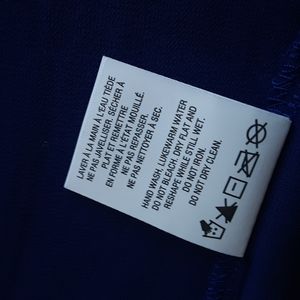 LAVER À LA MAIN À L'EAU TIÈDE
NE PAS JAVELLISER. SÉCHER À
PLAT ET REMETTRE
EN FORME À L'ÉTAT MOUILLÉ.
NE PAS REPASSER.
NE PAS NETTOYER À SEC.
HAND WASH, LUKEWARM WATER
DO NOT BLEACH. DRY FLAT AND
RESHAPE WHILE STILL WET.
DO NOT IRON.
DO NOT DRY CLEAN.